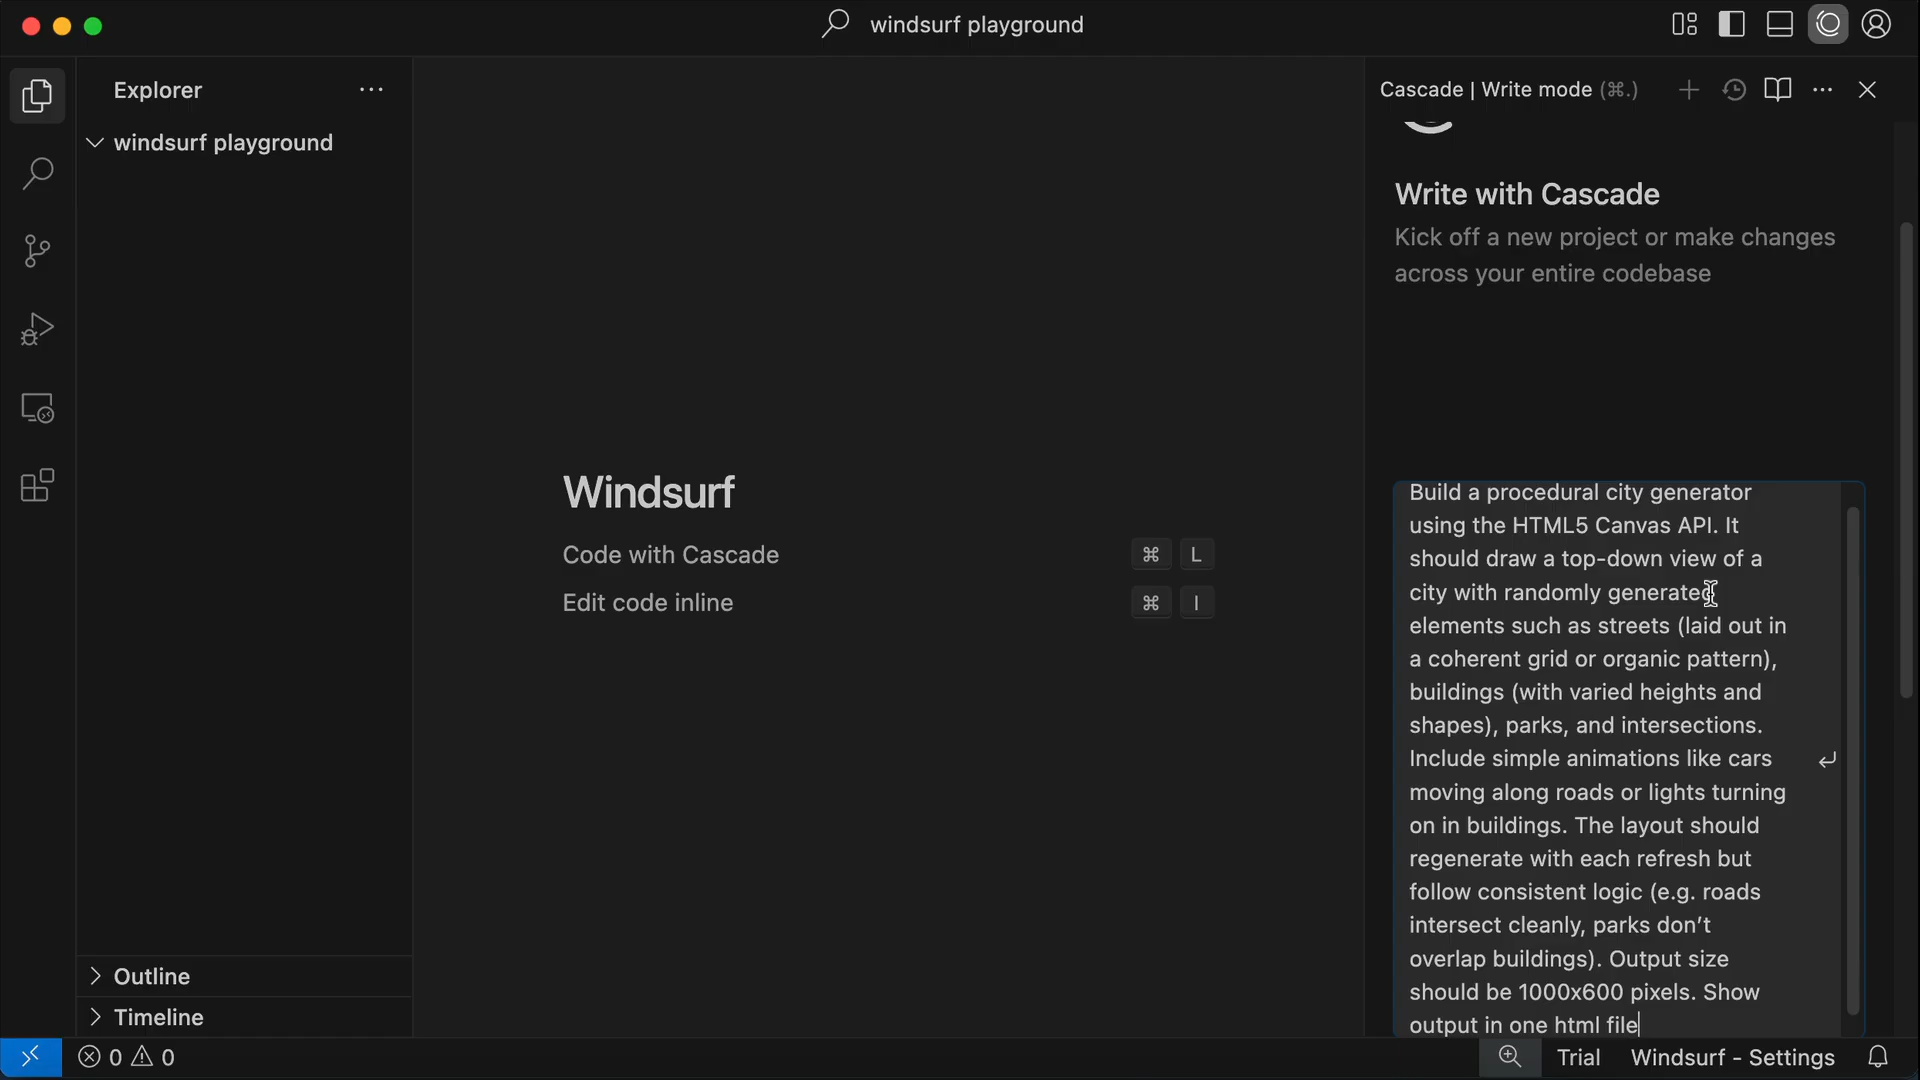 windsurf playground
Explorer
windsurf playground
Outline
Timeline
Windsurf
Code with Cascade ⌘ L
Edit code inline ⌘ I
Cascade | Write mode (⌘.)
Write with Cascade
Kick off a new project or make changes
across your entire codebase
Build a procedural city generator
using the HTML5 Canvas API. It
should draw a top-down view of a
city with randomly generated
elements such as streets (laid out in
a coherent grid or organic pattern),
buildings (with varied heights and
shapes), parks, and intersections.
Include simple animations like cars
moving along roads or lights turning
on in buildings. The layout should
regenerate with each refresh but
follow consistent logic (e.g. roads
intersect cleanly, parks don’t
overlap buildings). Output size
should be 1000x600 pixels. Show
output in one html file
0 0
Trial
Windsurf - Settings